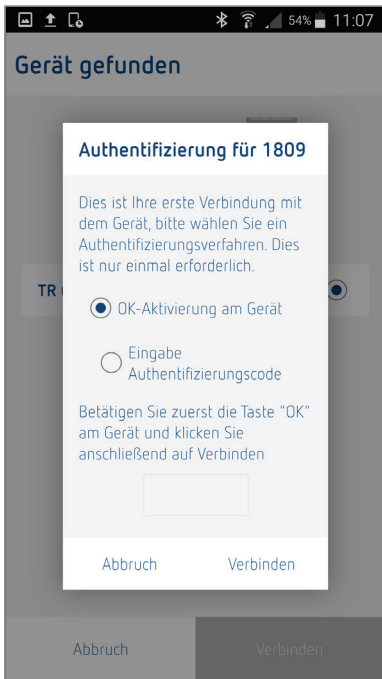 54% 11:07
Gerät gefunden
Authentifizierung für 1809
Dies ist Ihre erste Verbindung mit
dem Gerät, bitte wählen Sie ein
Authentifizierungsverfahren. Dies
ist nur einmal erforderlich.
TR
OK-Aktivierung am Gerät
Eingabe
Authentifizierungscode
Betätigen Sie zuerst die Taste "OK"
am Gerät und klicken Sie
anschließend auf Verbinden
Abbruch Verbinden
Abbruch Verbinden